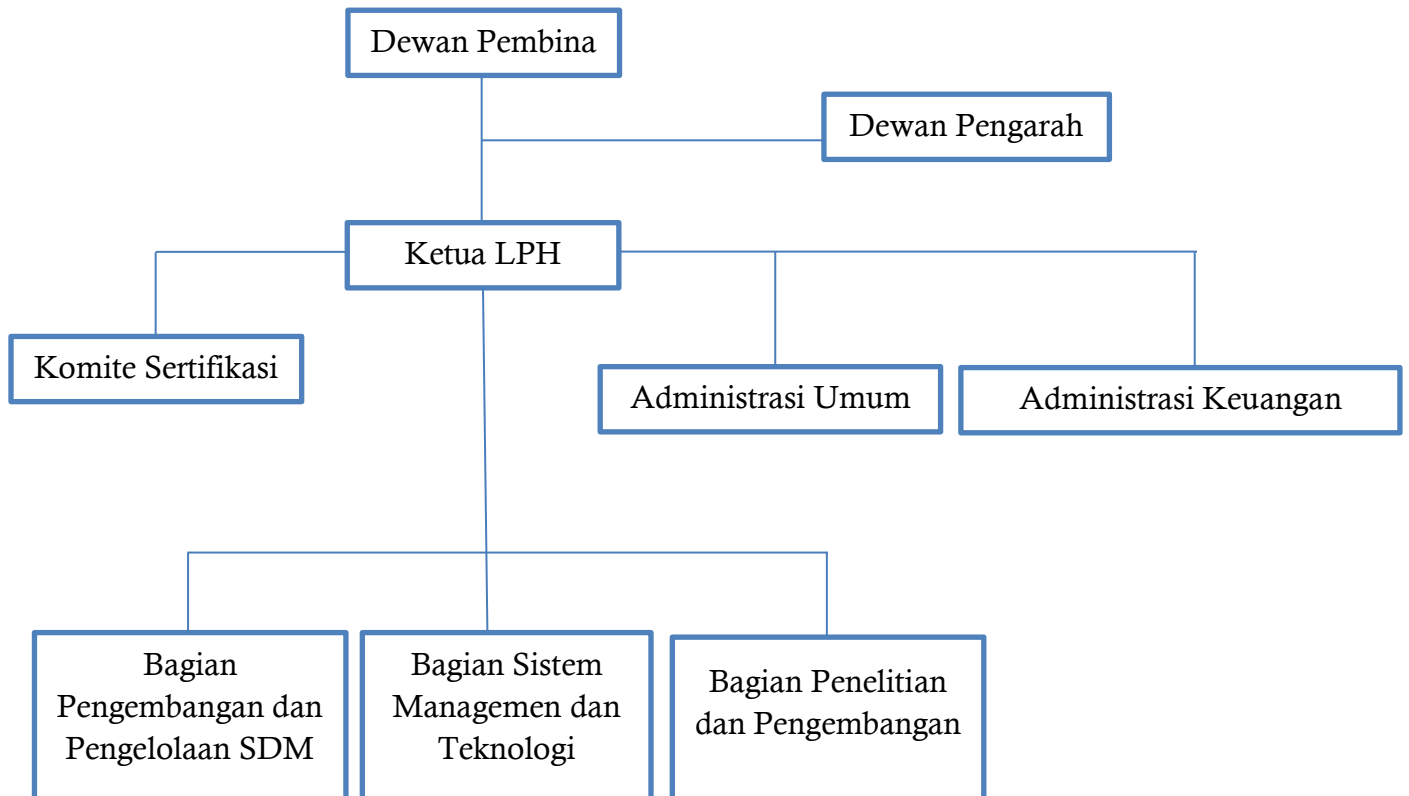 Dewan Pembina
Dewan Pengarah
Ketua LPH
Komite Sertifikasi
Administrasi Umum
Administrasi Keuangan
Bagian
Pengembangan dan
Pengelolaan SDM
Bagian Sistem
Managemen dan
Teknologi
Bagian Penelitian
dan Pengembangan